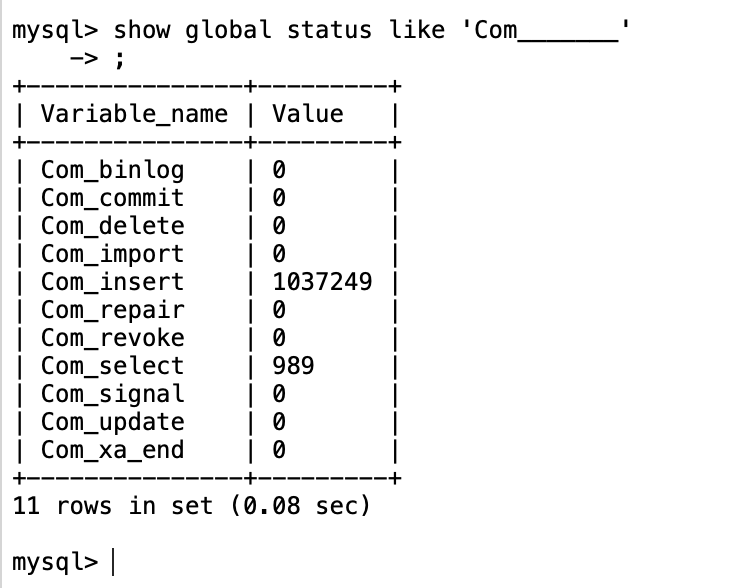 mysql> show global status like 'Com_______'
    -> ;
+---------------+---------+
| Variable_name | Value   |
+---------------+---------+
| Com_binlog    | 0       |
| Com_commit    | 0       |
| Com_delete    | 0       |
| Com_import    | 0       |
| Com_insert    | 1037249 |
| Com_repair    | 0       |
| Com_revoke    | 0       |
| Com_select    | 989     |
| Com_signal    | 0       |
| Com_update    | 0       |
| Com_xa_end    | 0       |
+---------------+---------+
11 rows in set (0.08 sec)
mysql>